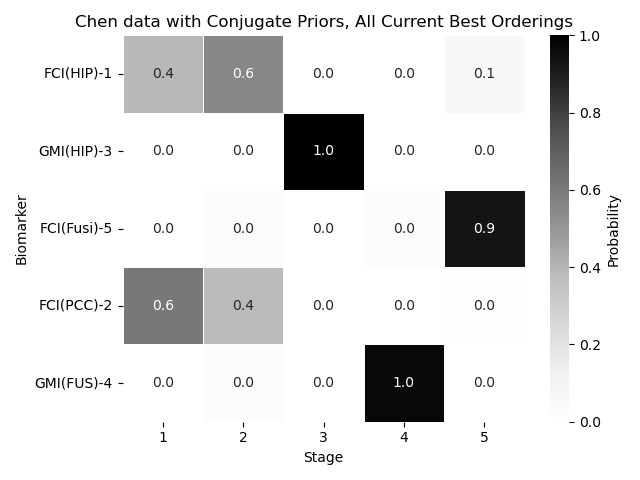 Chen data with Conjugate Priors, All Current Best Orderings
Biomarker
FCI(HIP)-1 0.4 0.6 0.0 0.0 0.1
GMI(HIP)-3 0.0 0.0 1.0 0.0 0.0
FCI(Fusi)-5 0.0 0.0 0.0 0.0 0.9
FCI(PCC)-2 0.6 0.4 0.0 0.0 0.0
GMI(FUS)-4 0.0 0.0 0.0 1.0 0.0
1 2 3 4 5
Stage
1.0
0.8
0.6
0.4
0.2
0.0
Probability